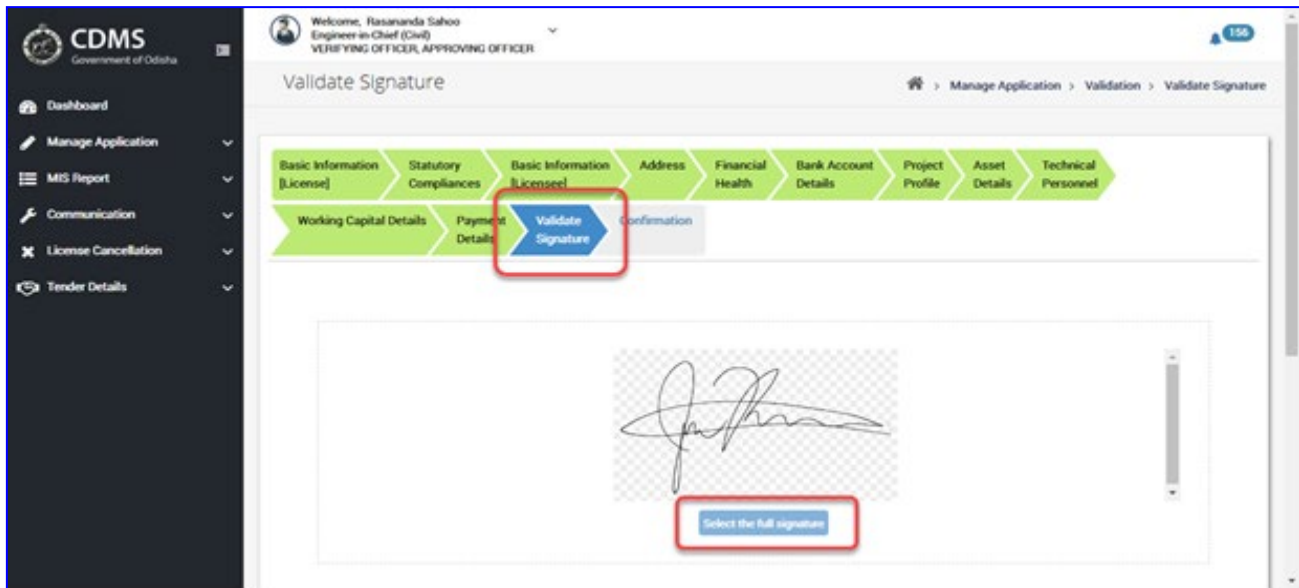 CDMS
Government of Odisha
Dashboard
Manage Application
MIS Report
Communication
License Cancellation
Tender Details
Welcome, Rasananda Sahoo
Engineer-in-Chief (Civil)
VERIFYING OFFICER, APPROVING OFFICER
156
Validate Signature
> Manage Application > Validation > Validate Signature
Basic Information
[License]
Statutory
Compliances
Basic Information
[Licensee]
Address
Financial
Health
Bank Account
Details
Project
Profile
Asset
Details
Technical
Personnel
Working Capital Details
Payment
Details
Validate
Signature
Confirmation
Select the full signature